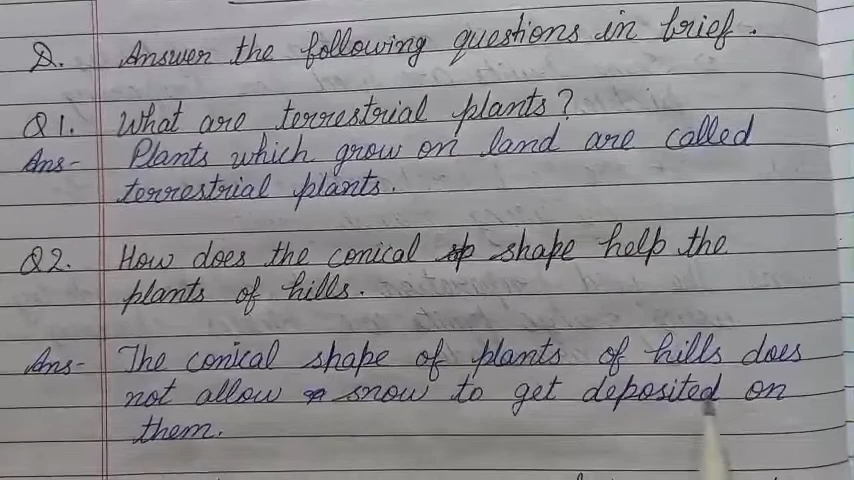 D. Answer the following questions in brief.
Q1. What are terrestrial plants?
Ans- Plants which grow on land are called
terrestrial plants.
Q2. How does the conical shape help the
plants of hills.
Ans- The conical shape of plants of hills does
not allow snow to get deposited on
them.